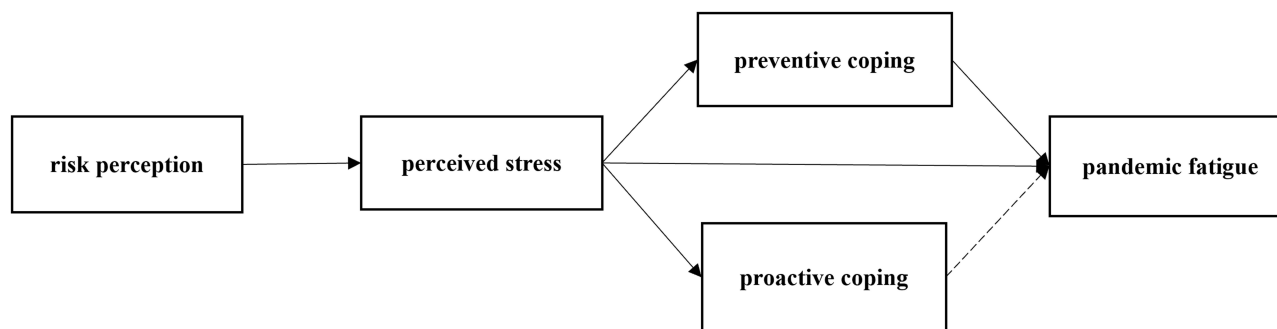 risk perception
perceived stress
preventive coping
proactive coping
pandemic fatigue